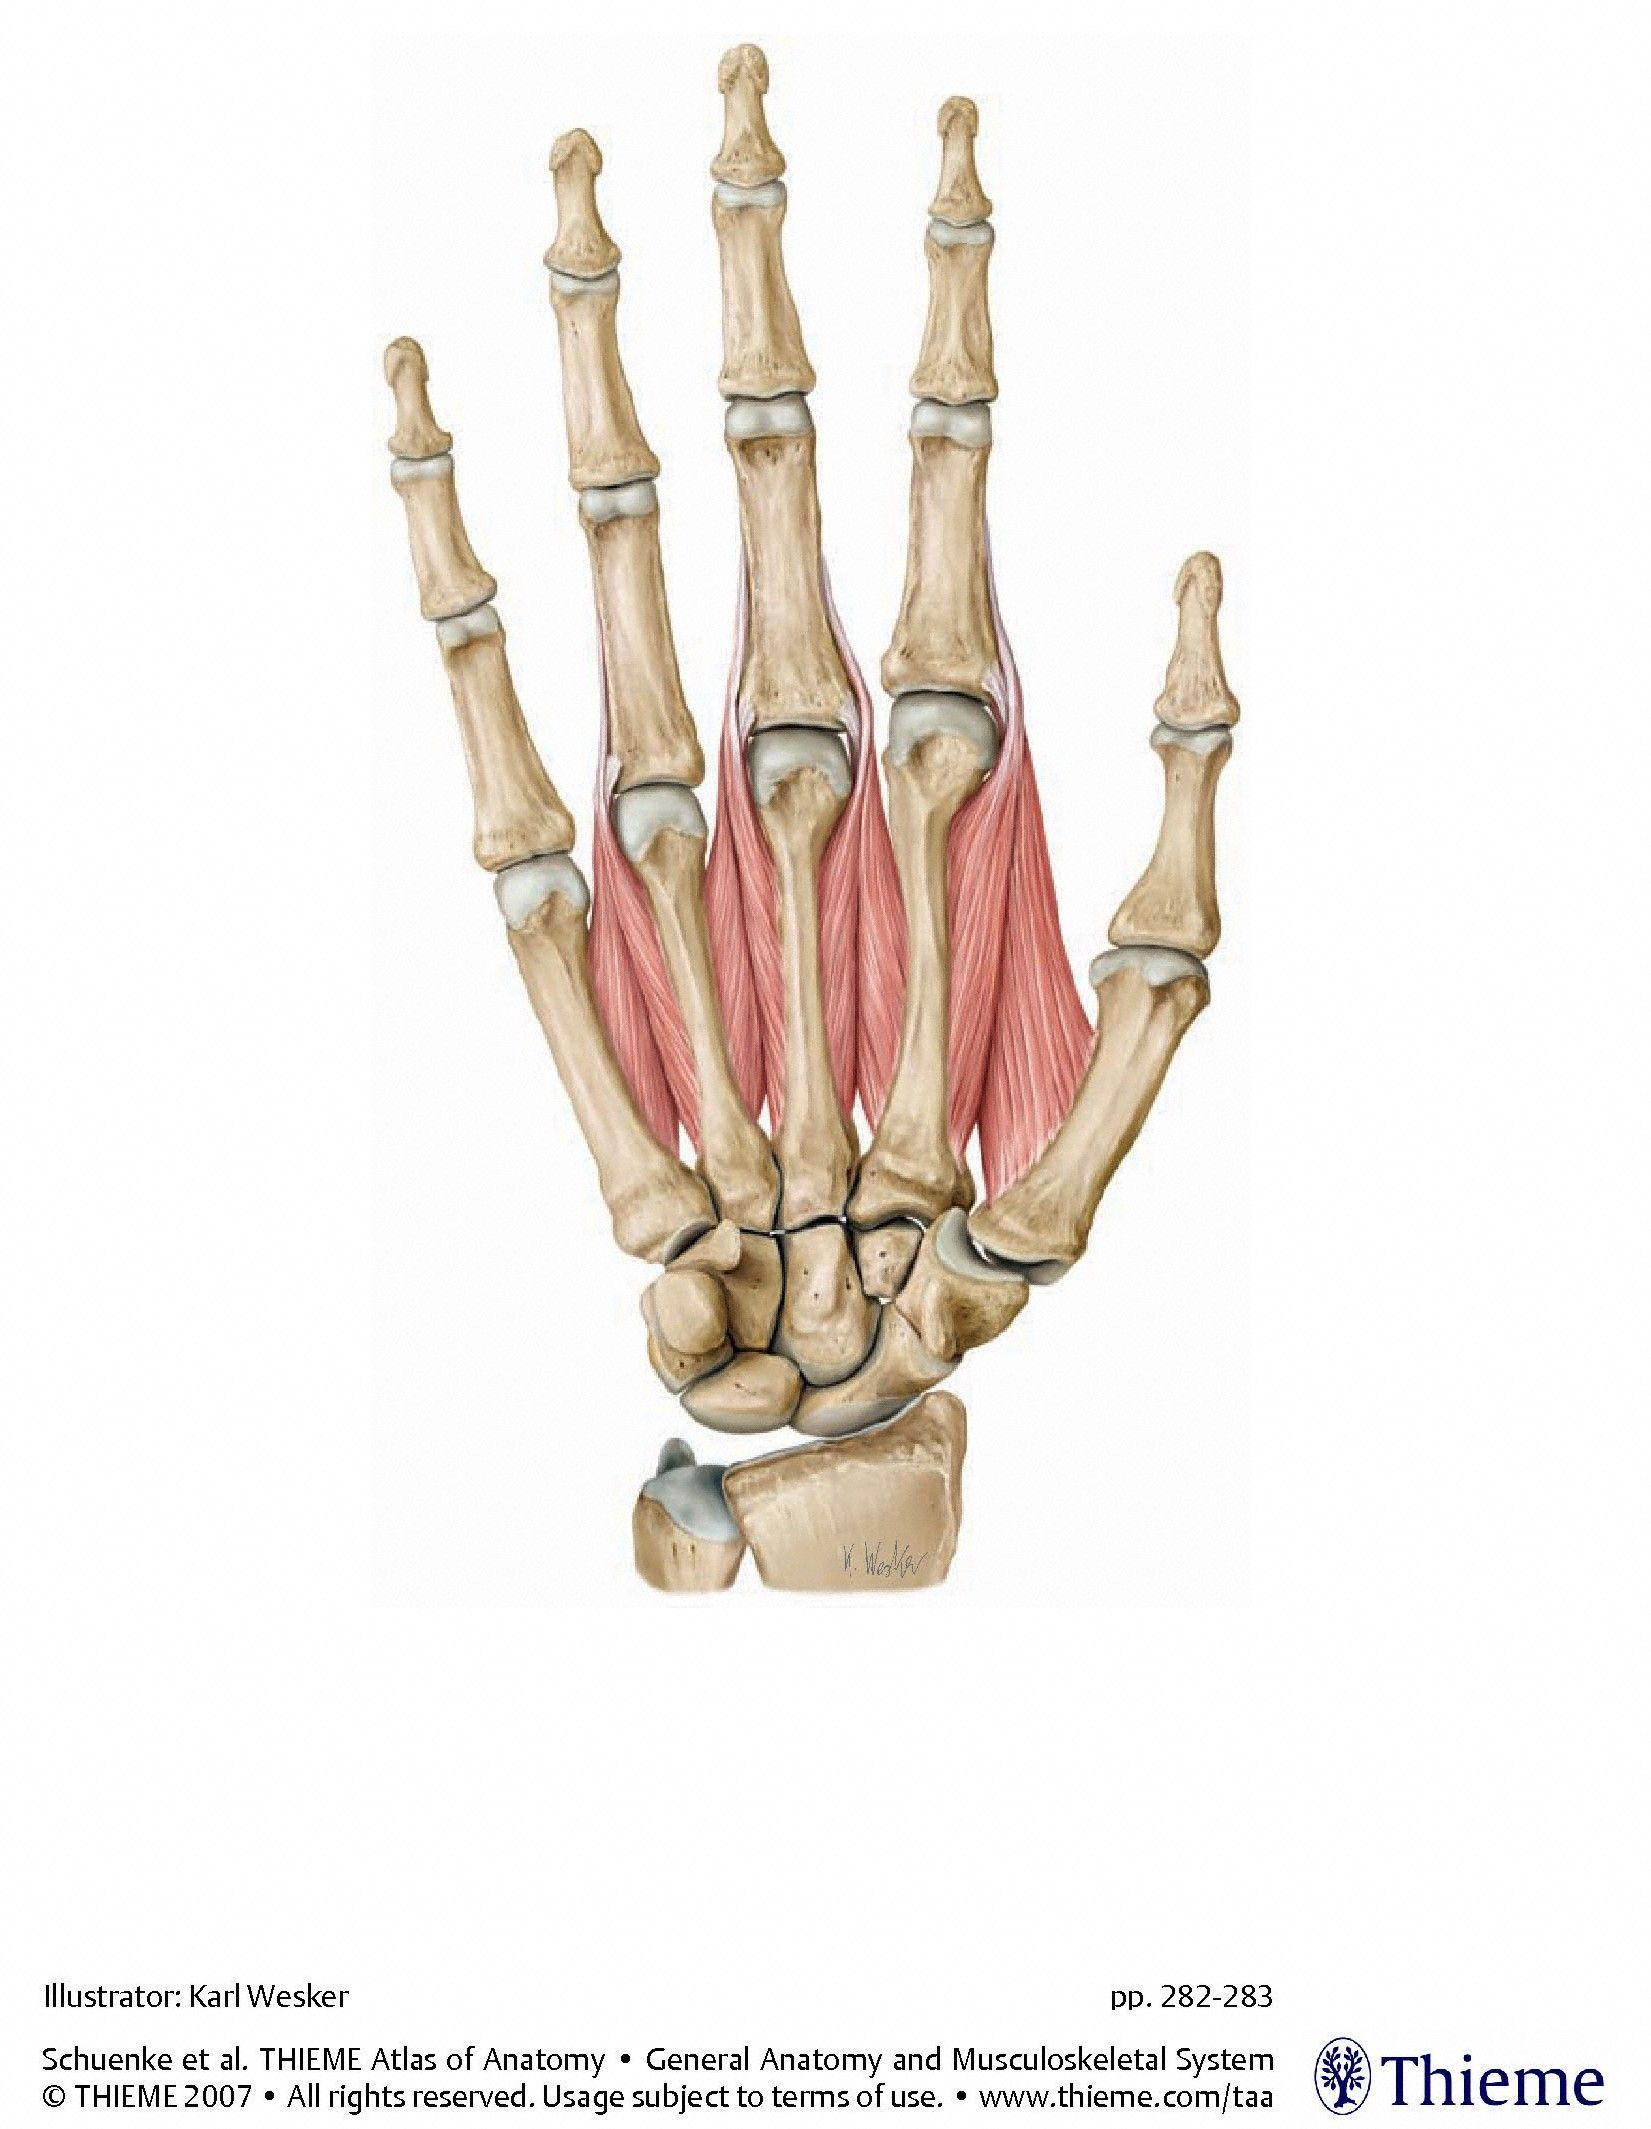 K. Wesker
Illustrator: Karl Wesker
pp. 282-283
Schuenke et al. THIEME Atlas of Anatomy • General Anatomy and Musculoskeletal System
© THIEME 2007 • All rights reserved. Usage subject to terms of use. • www.thieme.com/taa
Thieme